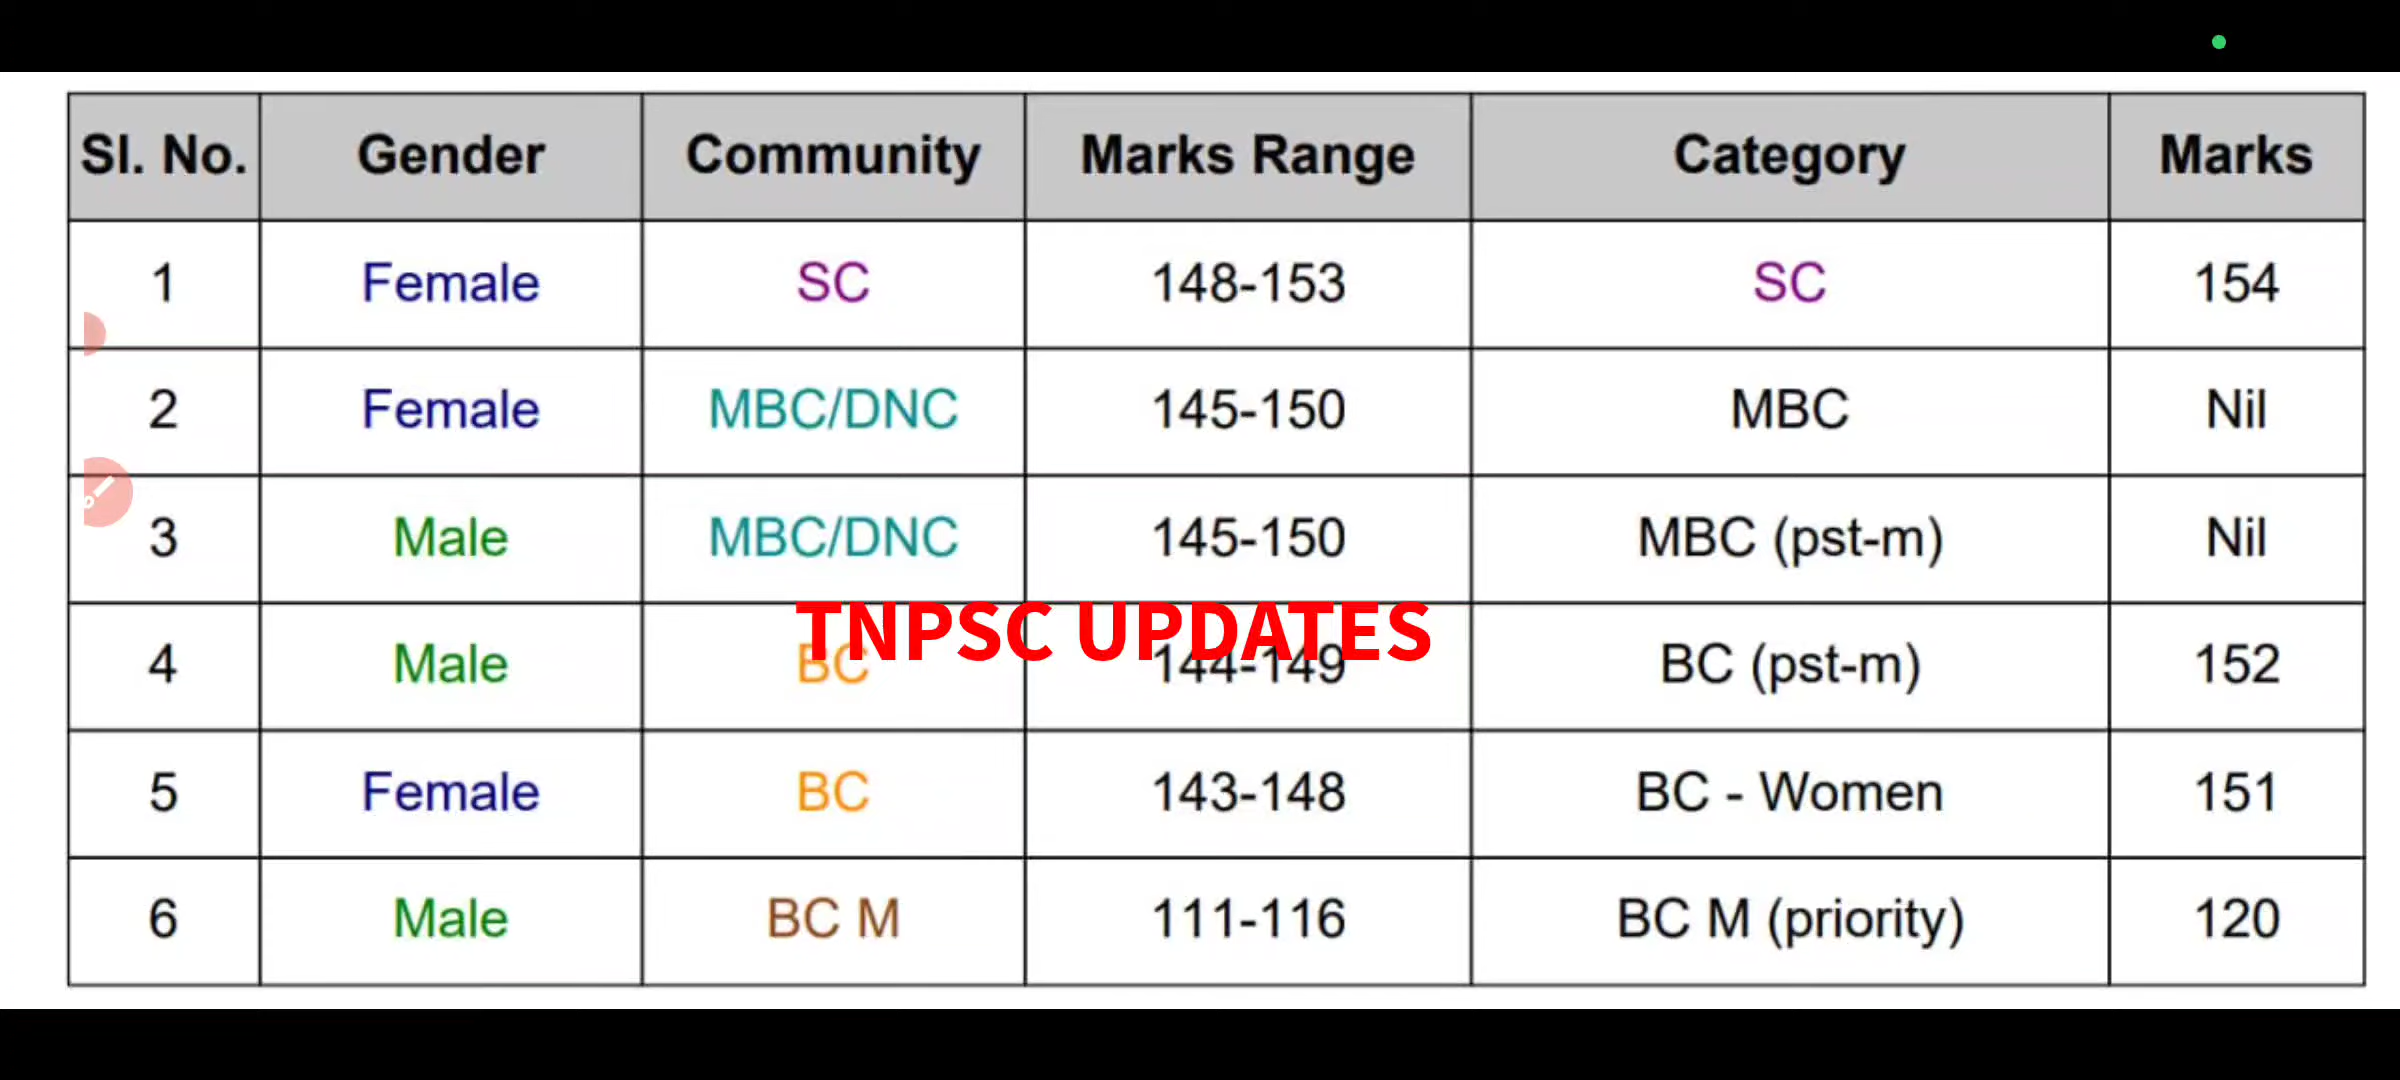 Sl. No. Gender Community Marks Range Category Marks
1 Female SC 148-153 SC 154
2 Female MBC/DNC 145-150 MBC Nil
3 Male MBC/DNC 145-150 MBC (pst-m) Nil
TNPSC UPDATES
4 Male BC 144-149 BC (pst-m) 152
5 Female BC 143-148 BC - Women 151
6 Male BC M 111-116 BC M (priority) 120